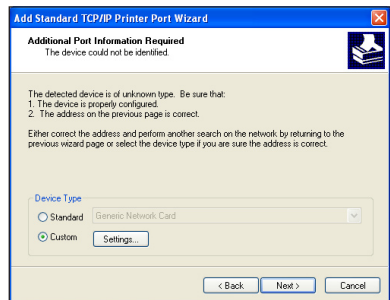 Add Standard TCP/IP Printer Port Wizard
Additional Port Information Required
The device could not be identified.
The detected device is of unknown type. Be sure that:
1. The device is properly configured.
2. The address on the previous page is correct.
Either correct the address and perform another search on the network by returning to the
previous wizard page or select the device type if you are sure the address is correct.
Device Type
Standard Generic Network Card
Custom Settings...
< Back Next > Cancel